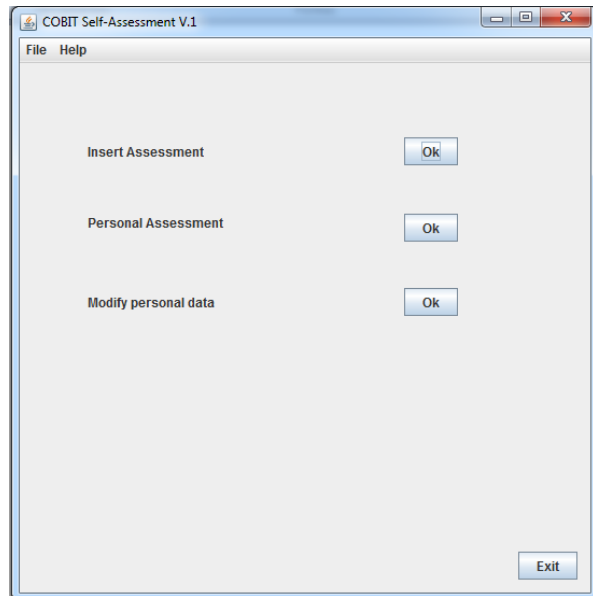 COBIT Self-Assessment V.1
File Help
Insert Assessment Ok
Personal Assessment Ok
Modify personal data Ok
Exit